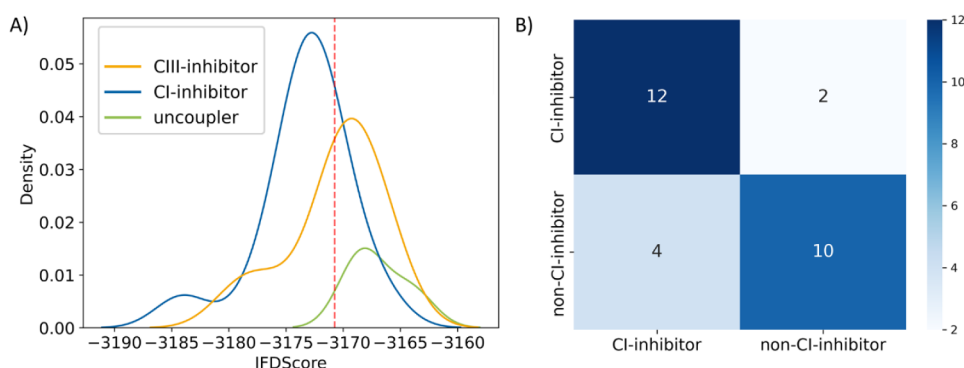 A)
CIII-inhibitor
CI-inhibitor
uncoupler
Density
0.05
0.04
0.03
0.02
0.01
0.00
−3190 −3185 −3180 −3175 −3170 −3165 −3160
IFDScore
B)
CI-inhibitor
non-CI-inhibitor
12 2
4 10
CI-inhibitor non-CI-inhibitor
12
10
8
6
4
2